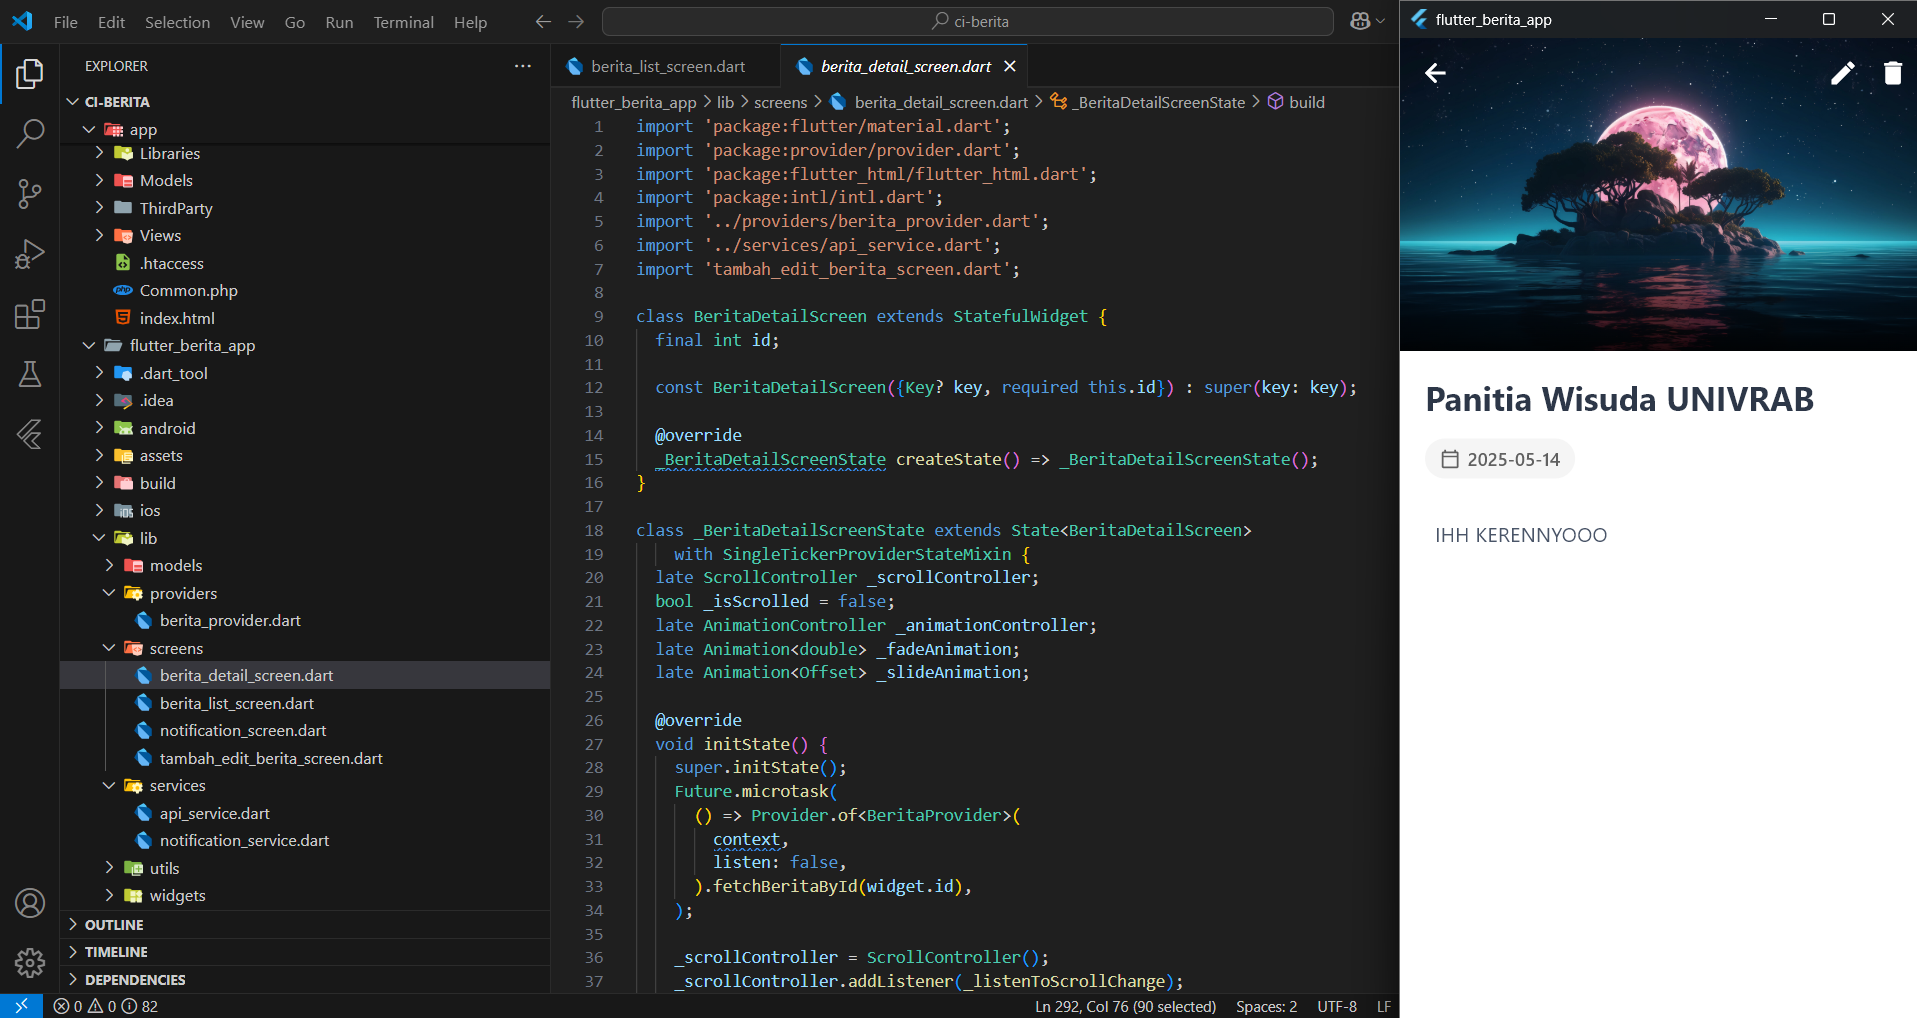 File Edit Selection View Go Run Terminal Help
ci-berita
flutter_berita_app
EXPLORER
CI-BERITA
app
Libraries
Models
ThirdParty
Views
.htaccess
Common.php
index.html
flutter_berita_app
.dart_tool
.idea
android
assets
build
ios
lib
models
providers
berita_provider.dart
screens
berita_detail_screen.dart
berita_list_screen.dart
notification_screen.dart
tambah_edit_berita_screen.dart
services
api_service.dart
notification_service.dart
utils
widgets
OUTLINE
TIMELINE
DEPENDENCIES
berita_list_screen.dart berita_detail_screen.dart
flutter_berita_app > lib > screens > berita_detail_screen.dart > _BeritaDetailScreenState > build
1 import 'package:flutter/material.dart';
2 import 'package:provider/provider.dart';
3 import 'package:flutter_html/flutter_html.dart';
4 import 'package:intl/intl.dart';
5 import '../providers/berita_provider.dart';
6 import '../services/api_service.dart';
7 import 'tambah_edit_berita_screen.dart';
8
9 class BeritaDetailScreen extends StatefulWidget {
10 final int id;
11
12 const BeritaDetailScreen({Key? key, required this.id}) : super(key: key);
13
14 @override
15 _BeritaDetailScreenState createState() => _BeritaDetailScreenState();
16 }
17
18 class _BeritaDetailScreenState extends State<BeritaDetailScreen>
19 with SingleTickerProviderStateMixin {
20 late ScrollController _scrollController;
21 bool _isScrolled = false;
22 late AnimationController _animationController;
23 late Animation<double> _fadeAnimation;
24 late Animation<Offset> _slideAnimation;
25
26 @override
27 void initState() {
28 super.initState();
29 Future.microtask(
30 () => Provider.of<BeritaProvider>(
31 context,
32 listen: false,
33 ).fetchBeritaById(widget.id),
34 );
35
36 _scrollController = ScrollController();
37 _scrollController.addListener(_listenToScrollChange);
0 0 82
Ln 292, Col 76 (90 selected) Spaces: 2 UTF-8 LF
Panitia Wisuda UNIVRAB
2025-05-14
IHH KERENNYOOO